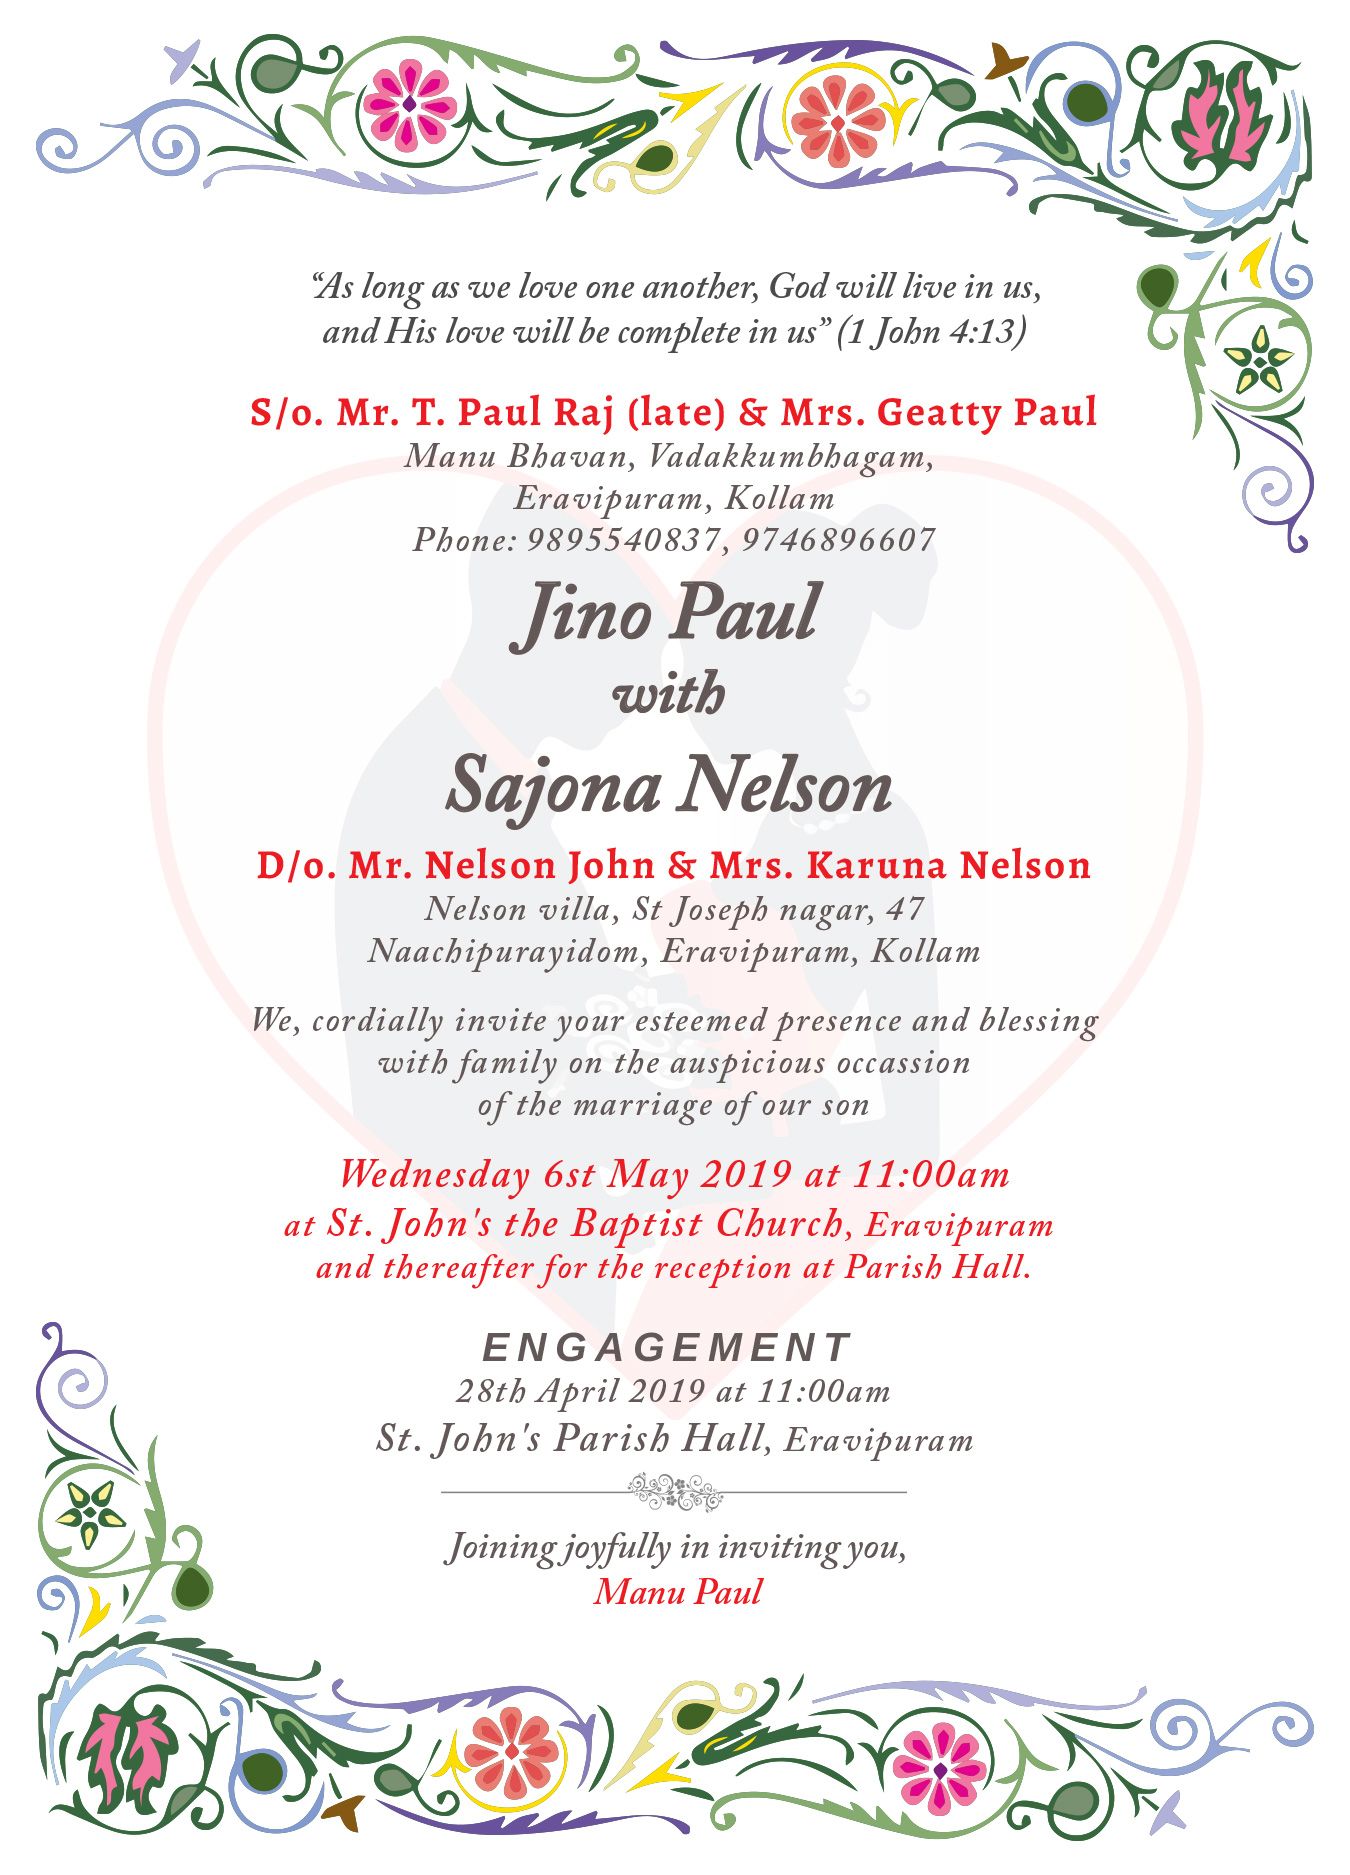 “As long as we love one another, God will live in us,
and His love will be complete in us” (1 John 4:13)
S/o. Mr. T. Paul Raj (late) & Mrs. Geatty Paul
Manu Bhavan, Vadakkumbhagam,
Eravipuram, Kollam
Phone: 9895540837, 9746896607
Jino Paul
with
Sajona Nelson
D/o. Mr. Nelson John & Mrs. Karuna Nelson
Nelson villa, St Joseph nagar, 47
Naachipurayidom, Eravipuram, Kollam
We, cordially invite your esteemed presence and blessing
with family on the auspicious occassion
of the marriage of our son
Wednesday 6st May 2019 at 11:00am
at St. John's the Baptist Church, Eravipuram
and thereafter for the reception at Parish Hall.
ENGAGEMENT
28th April 2019 at 11:00am
St. John's Parish Hall, Eravipuram
Joining joyfully in inviting you,
Manu Paul